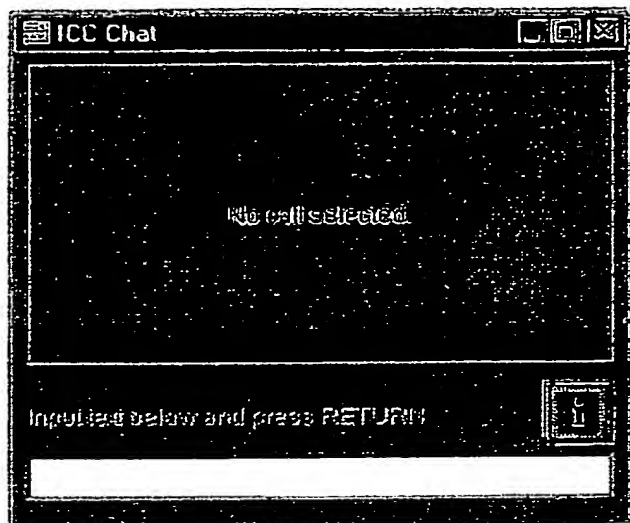 ICC Chat
No call selected.
Input text below and press RETURN